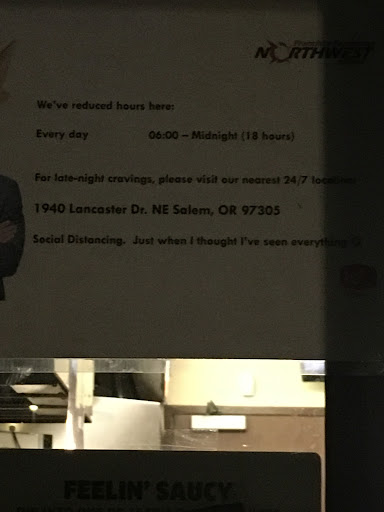 NORTHWEST
We've reduced hours here:
Every day 06:00 – Midnight (18 hours)
For late-night cravings, please visit our nearest 24/7 location:
1940 Lancaster Dr. NE Salem, OR 97305
Social Distancing. Just when I thought I've seen everything
FEELIN' SAUCY